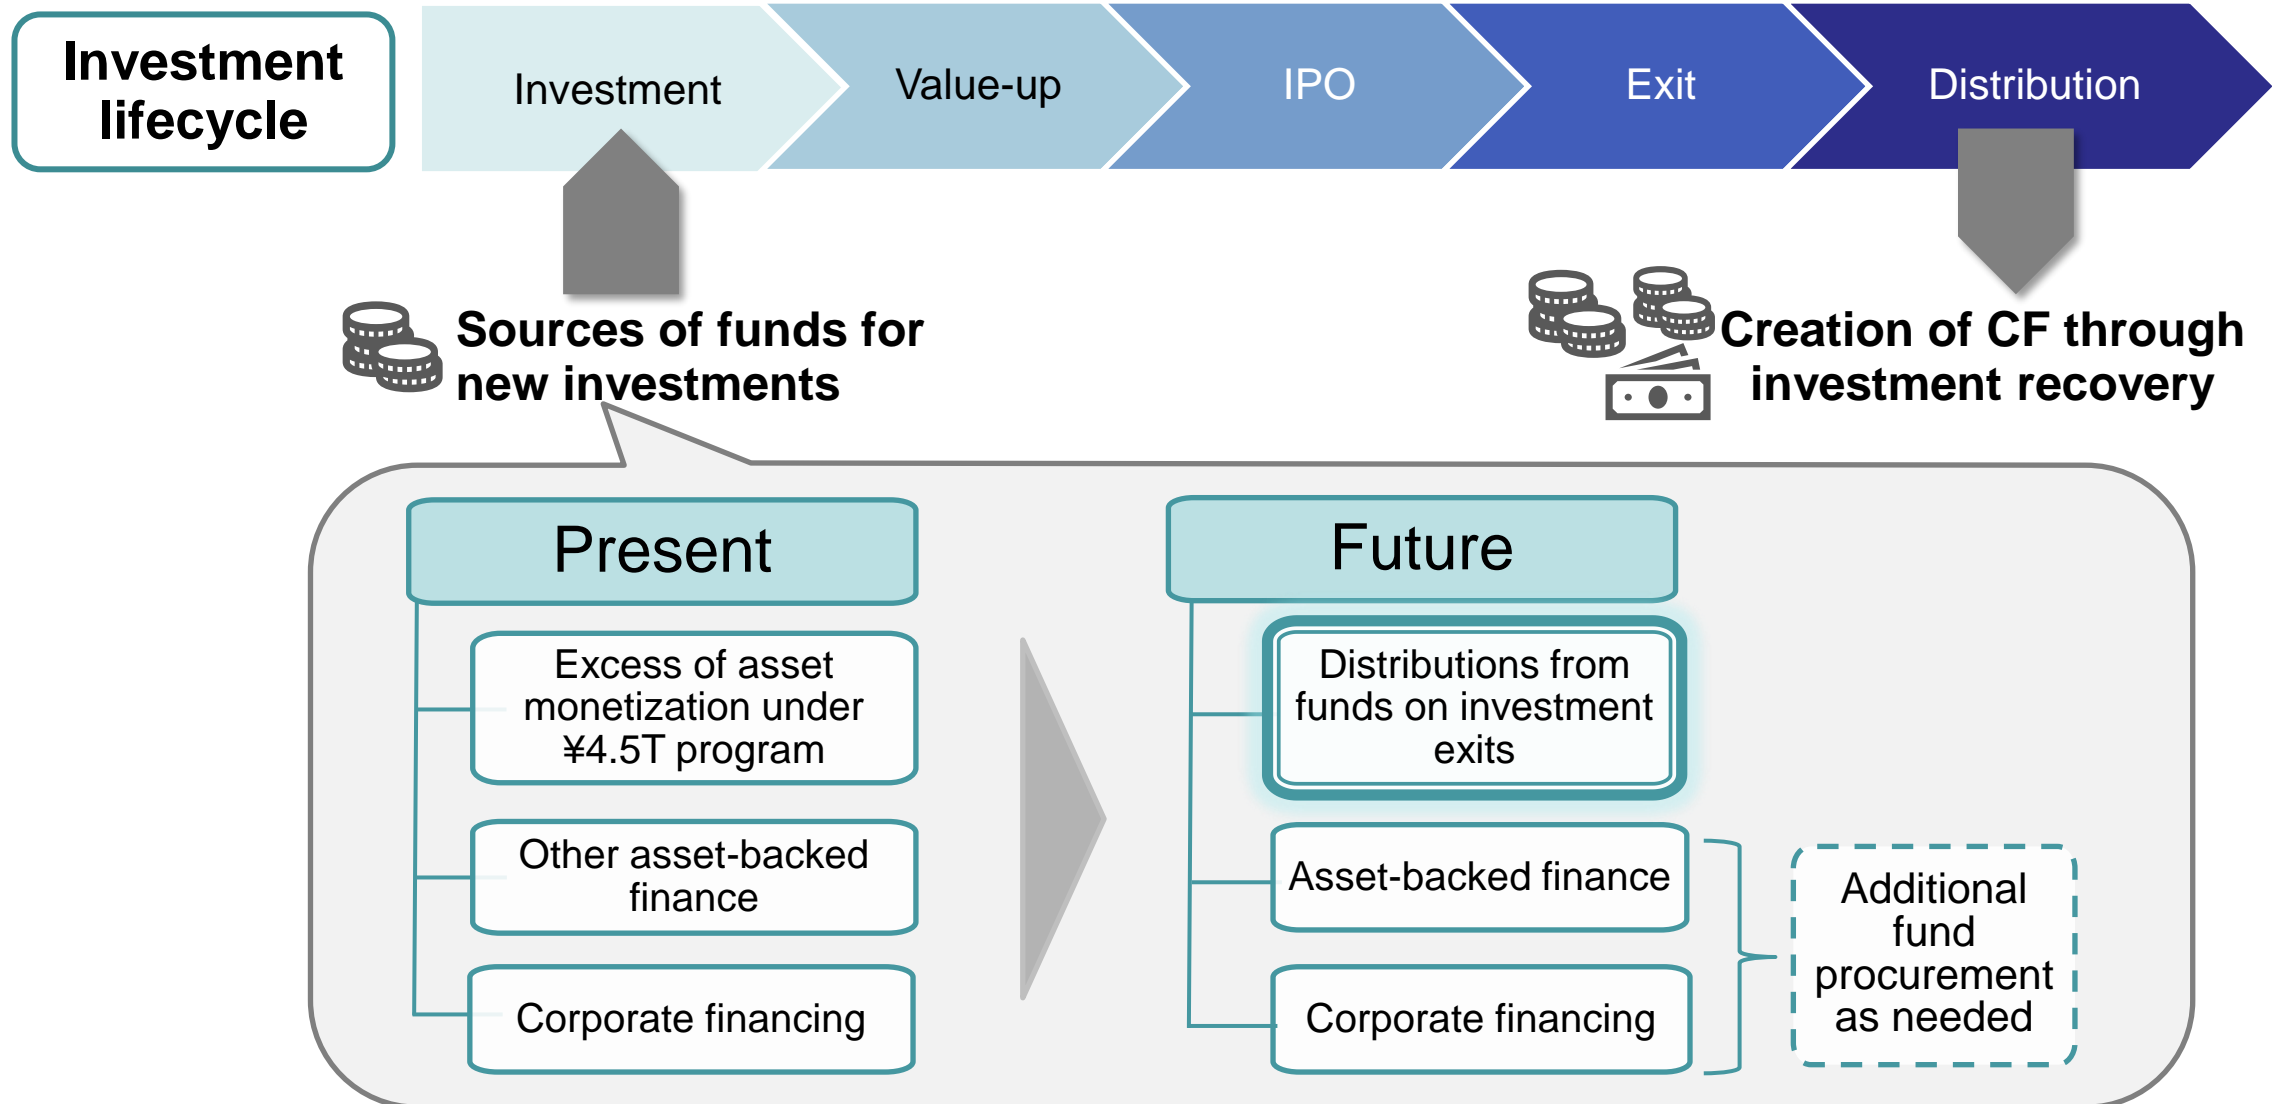 Investment
lifecycle
Investment
Value-up
IPO
Exit
Distribution
Sources of funds for
new investments
Creation of CF through
investment recovery
Present
Excess of asset
monetization under
¥4.5T program
Other asset-backed
finance
Corporate financing
Future
Distributions from
funds on investment
exits
Asset-backed finance
Corporate financing
Additional
fund
procurement
as needed